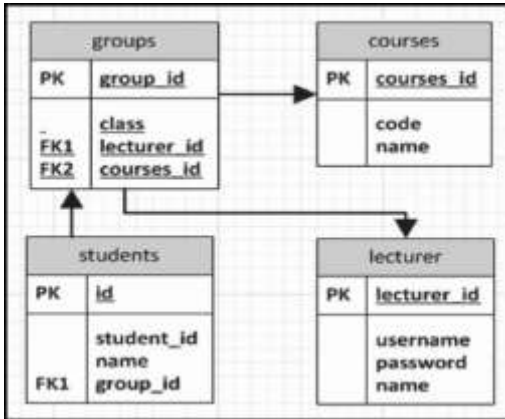 groups
PK group_id
_ class
FK1 lecturer_id
FK2 courses_id
courses
PK courses_id
code
name
students
PK id
student_id
name
FK1 group_id
lecturer
PK lecturer_id
username
password
name